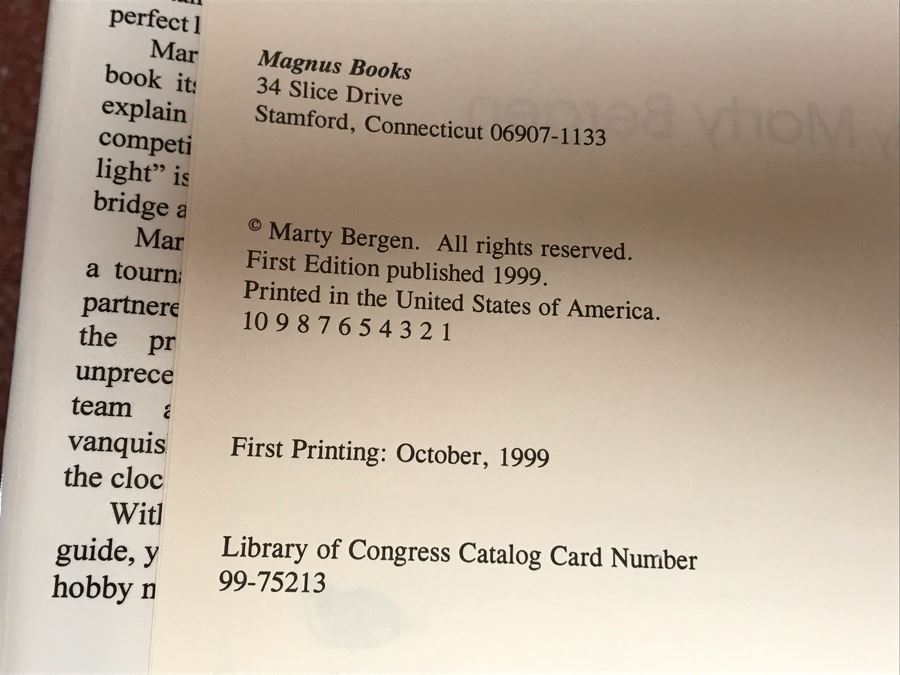 perfect
Mar
book
explain
competi
light” is
bridge a
Mar
a tourn
partnere
the pr
unprece
team a
vanquis
the cloc
guide, y
hobby
Magnus Books
34 Slice Drive
Stamford, Connecticut 06907-1133
© Marty Bergen. All rights reserved.
First Edition published 1999.
Printed in the United States of America.
10 9 8 7 6 5 4 3 2 1
First Printing: October, 1999
Library of Congress Catalog Card Number
99-75213